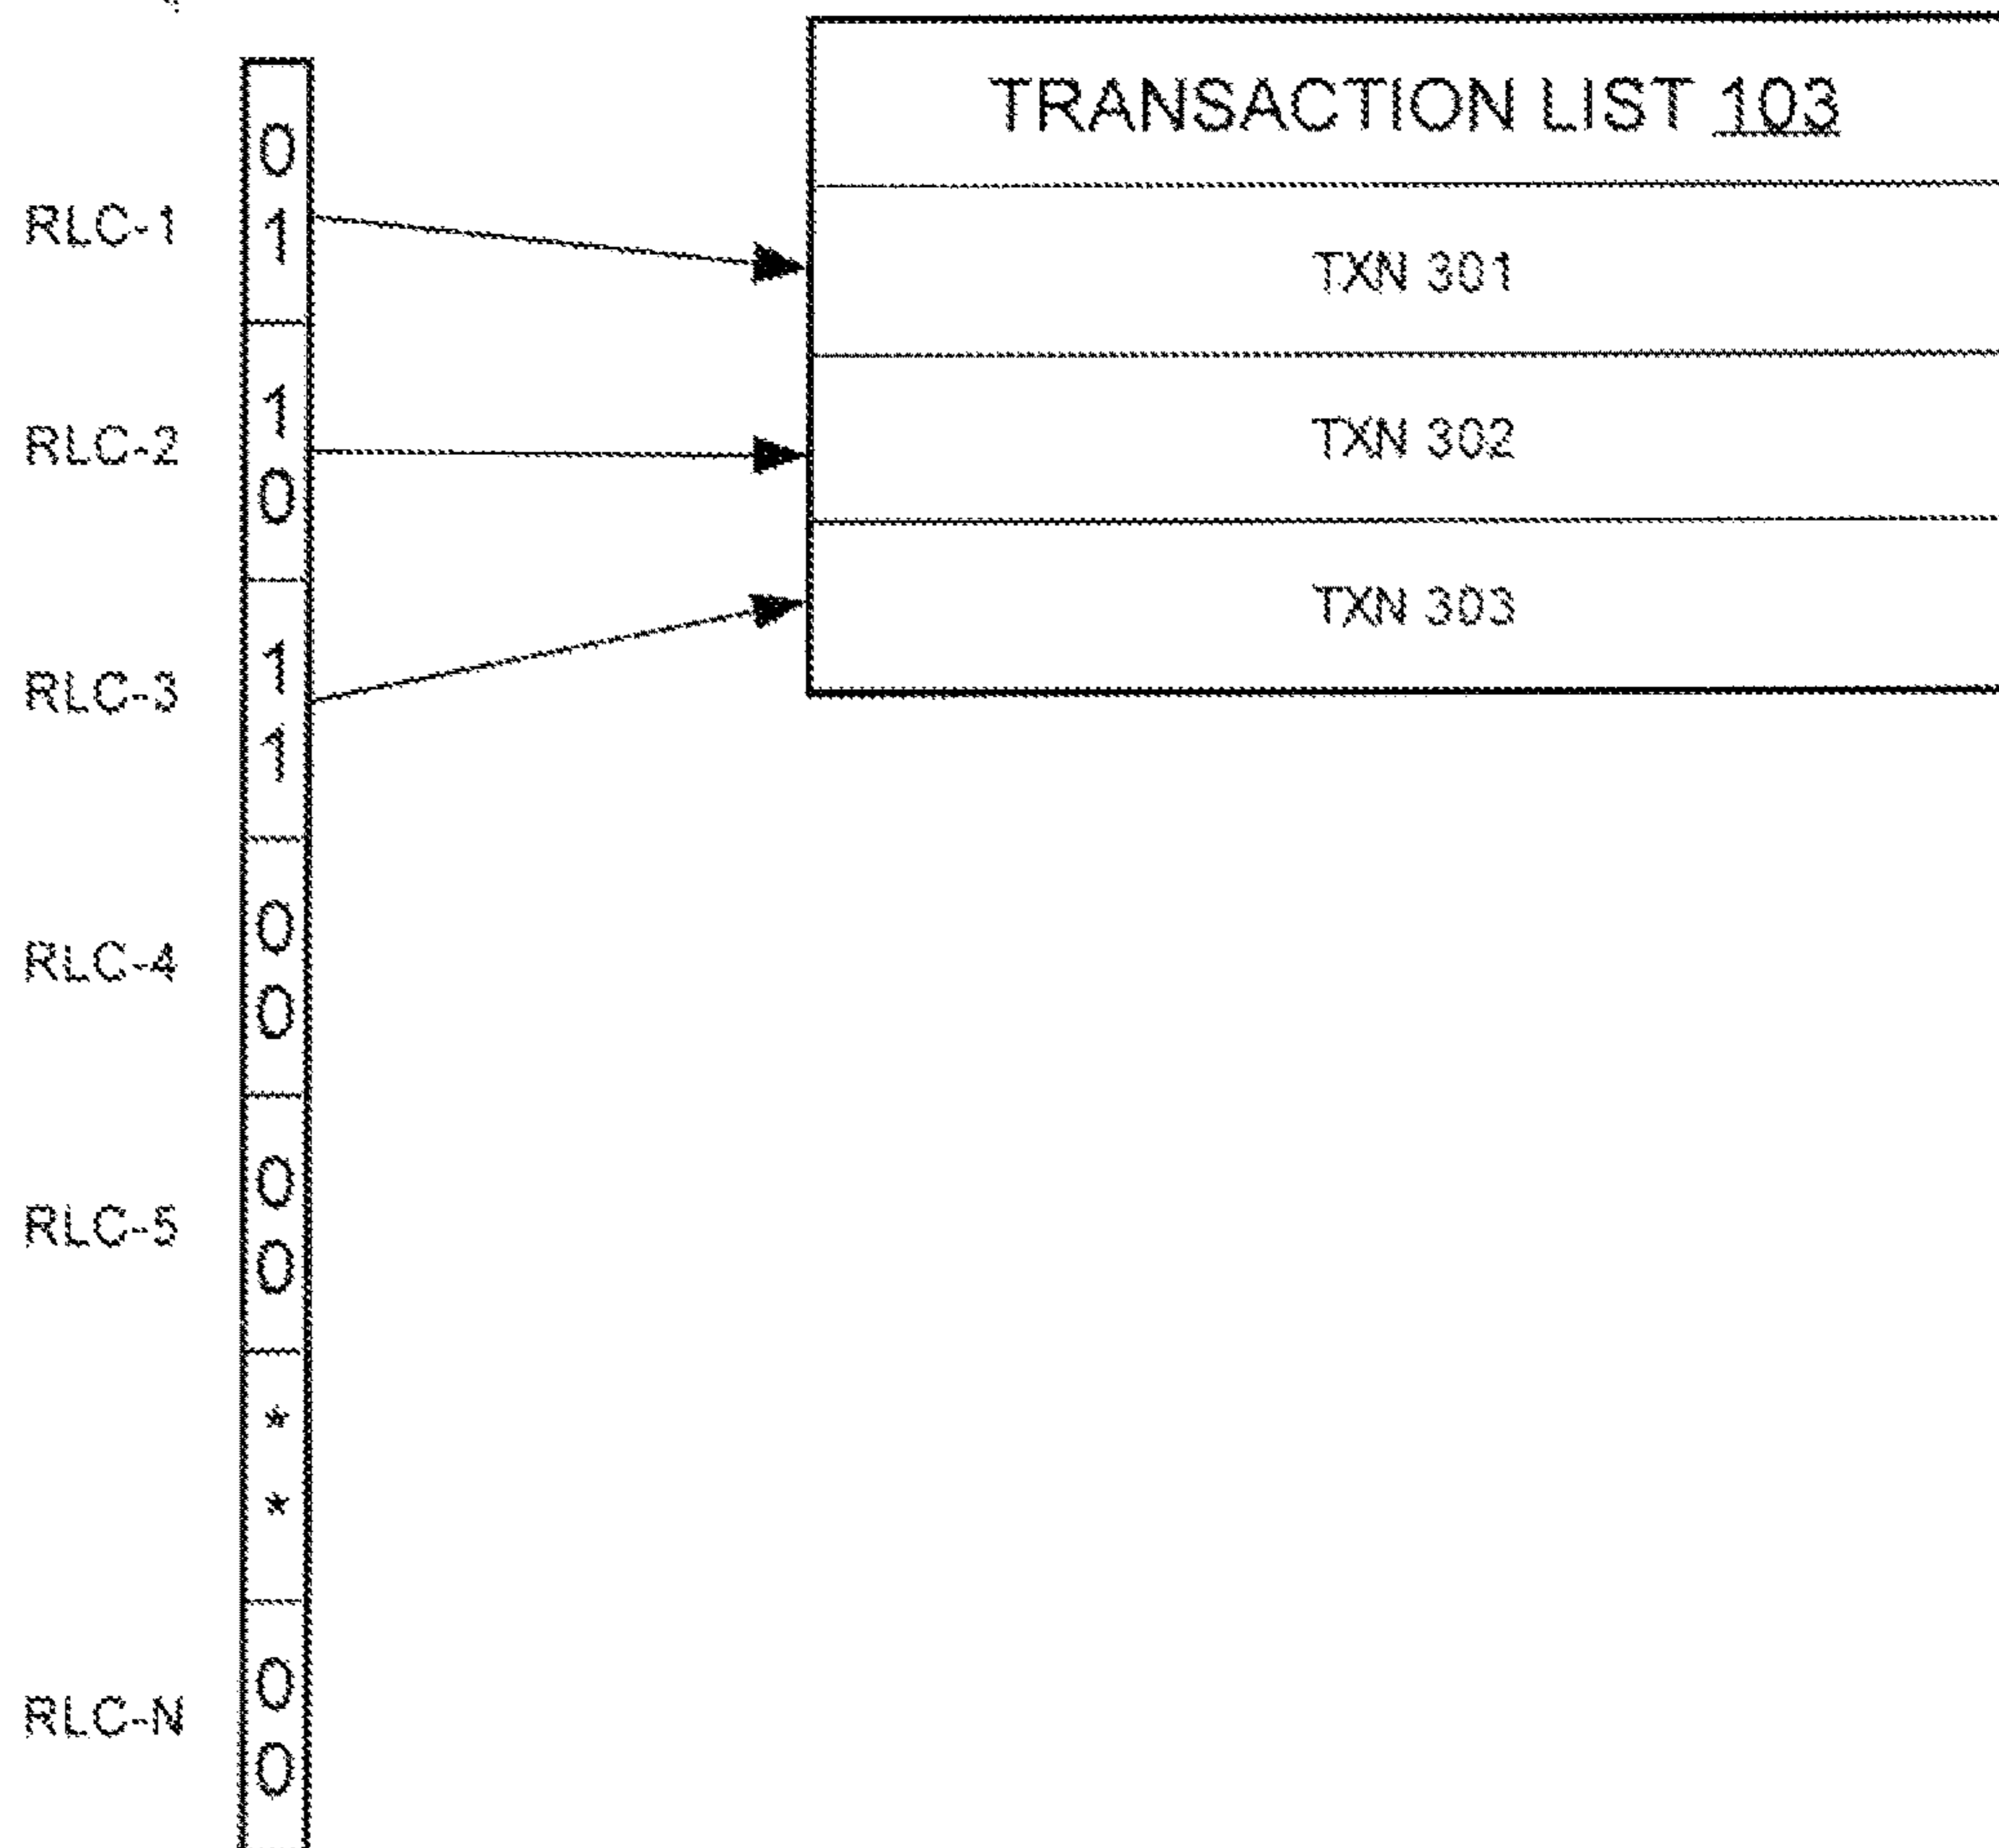 TRANSACTION LIST 103
TXN 301
TXN 302
TXN 303
RLC-1
0
1
RLC-2
1
0
RLC-3
1
1
RLC-4
0
0
RLC-5
0
0
*
*
RLC-N
0
0